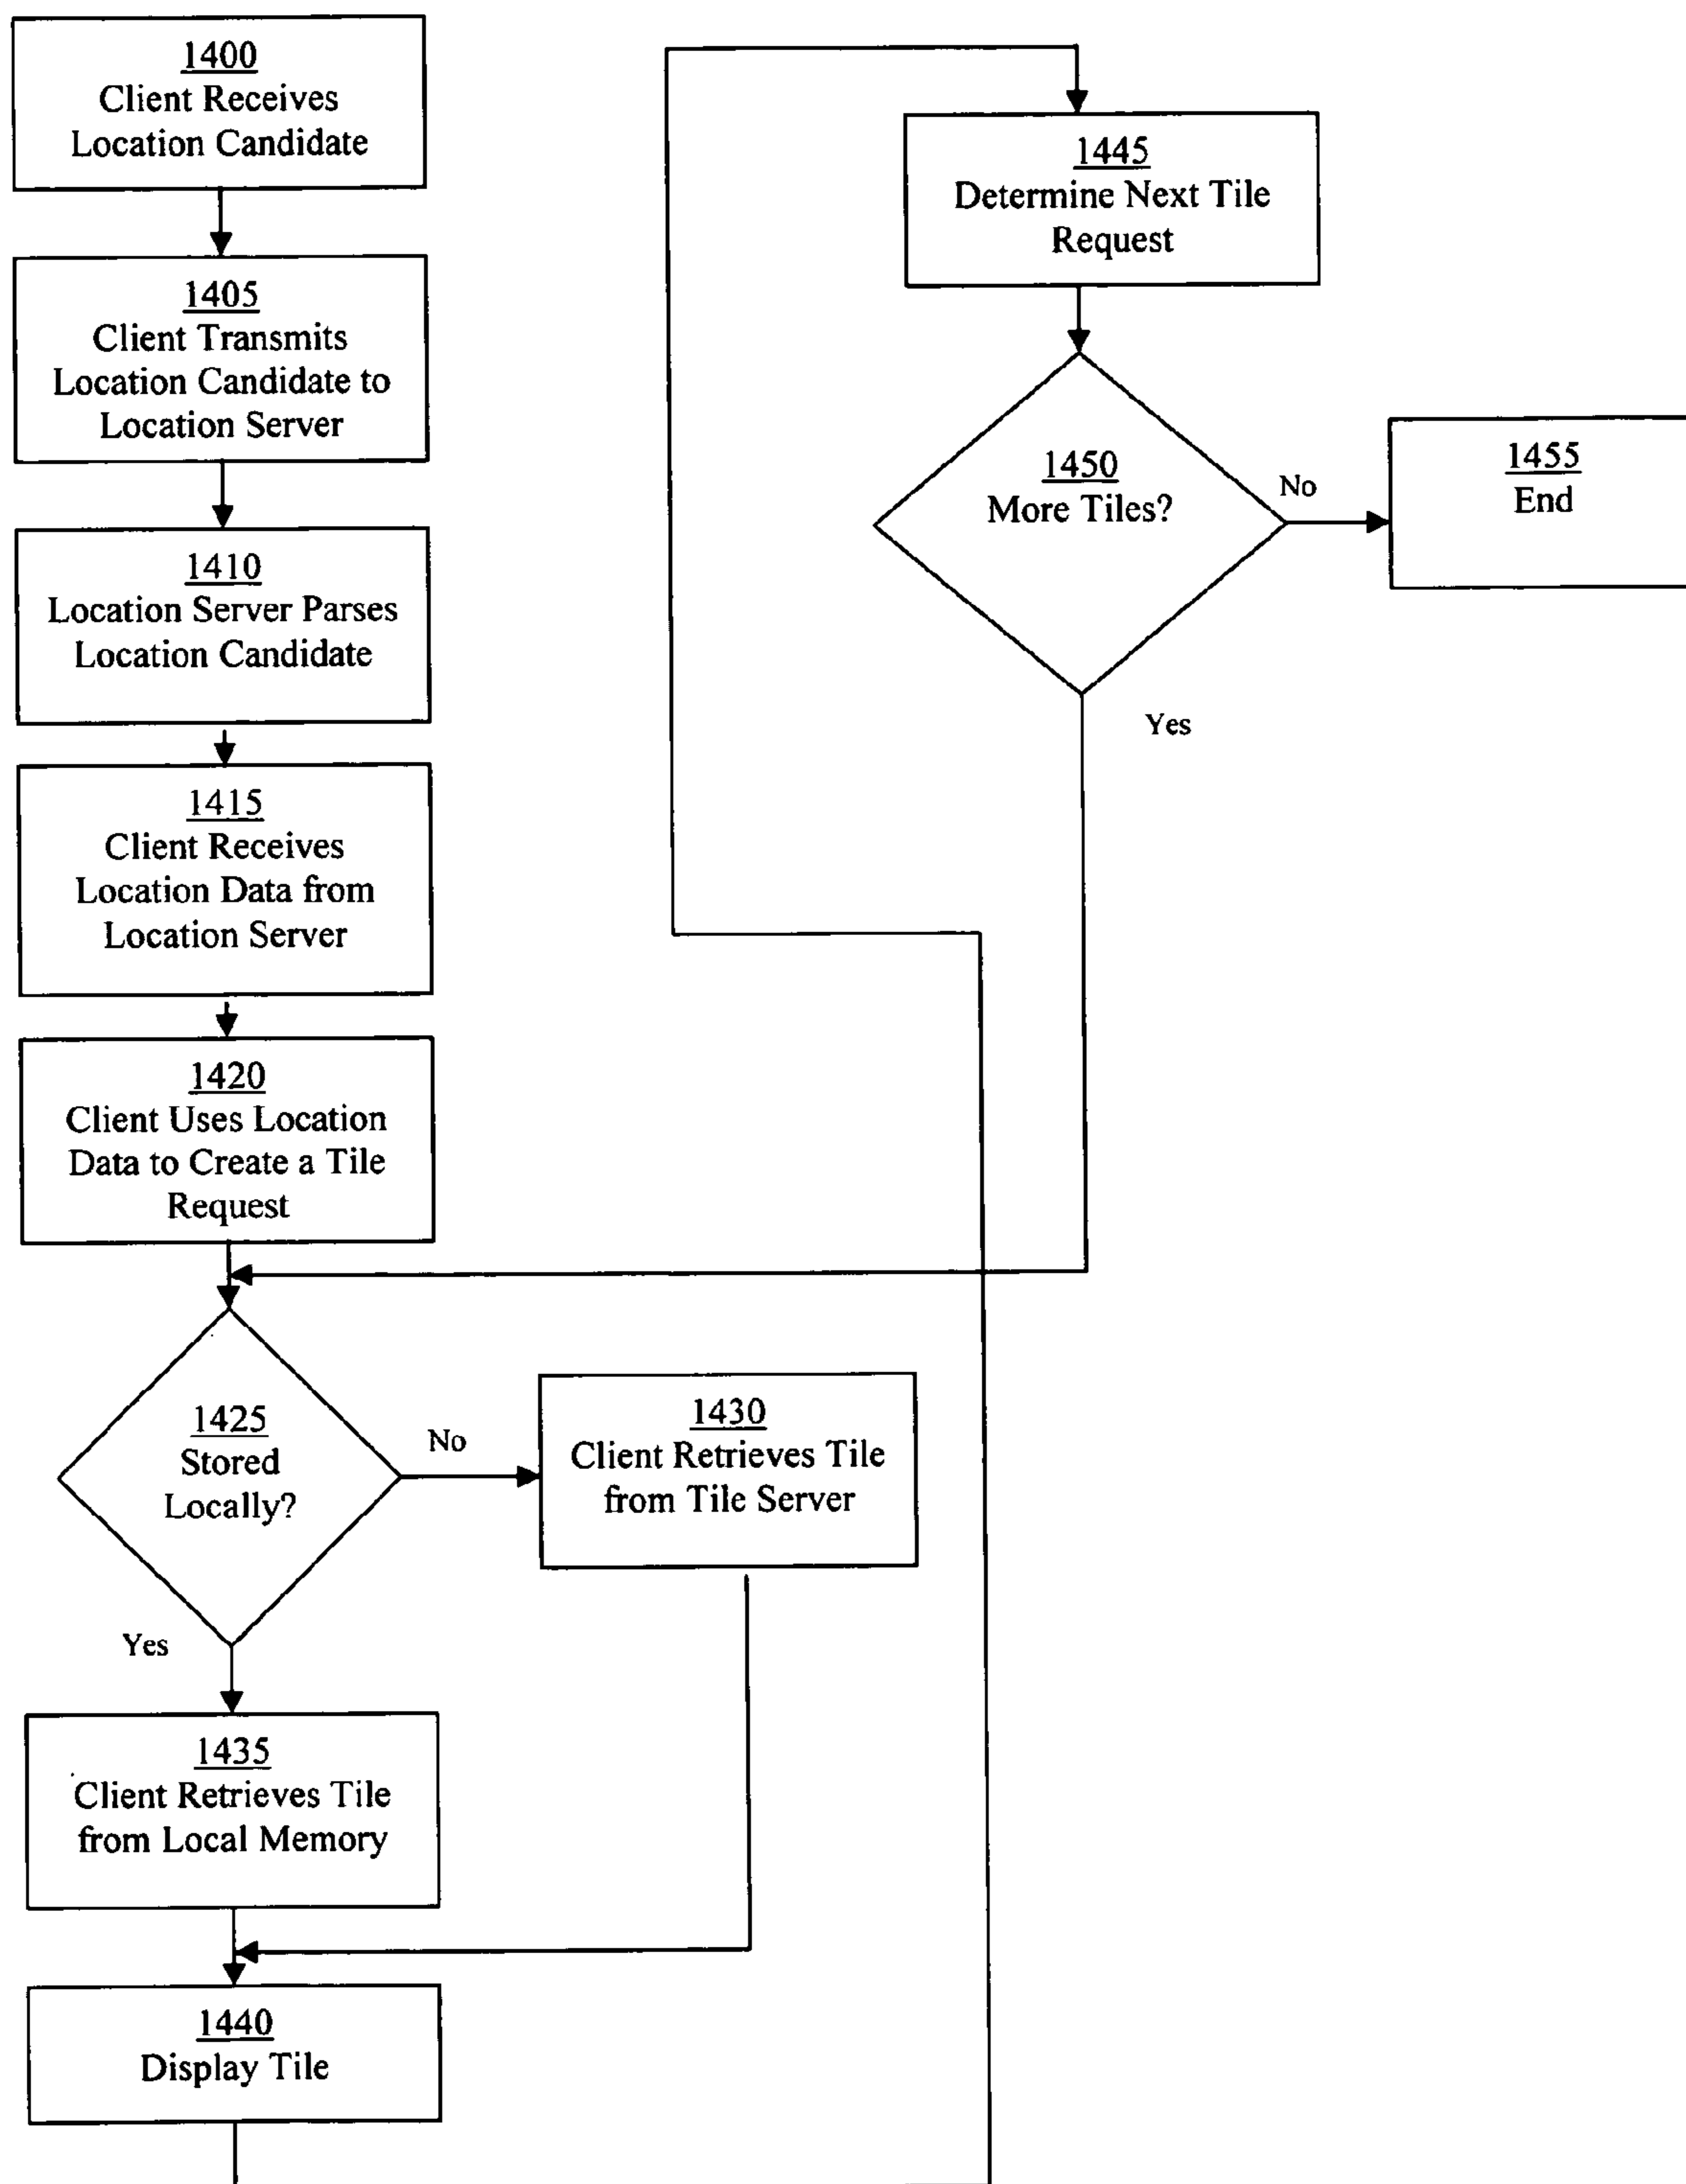 1400
Client Receives
Location Candidate
1405
Client Transmits
Location Candidate to
Location Server
1410
Location Server Parses
Location Candidate
1415
Client Receives
Location Data from
Location Server
1420
Client Uses Location
Data to Create a Tile
Request
1425
Stored
Locally?
No
1430
Client Retrieves Tile
from Tile Server
Yes
1435
Client Retrieves Tile
from Local Memory
1440
Display Tile
1445
Determine Next Tile
Request
1450
More Tiles?
No
1455
End
Yes